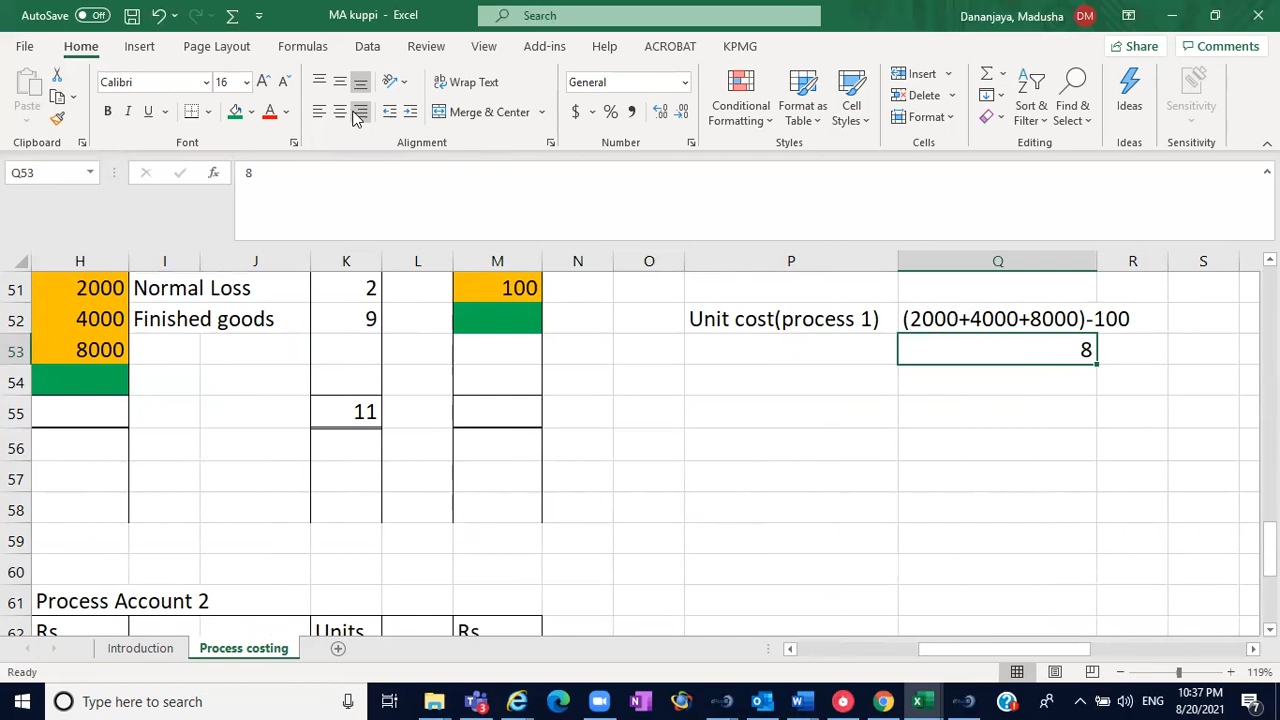 AutoSave Off
MA kuppi - Excel
Search
Dananjaya, Madusha DM
File Home Insert Page Layout Formulas Data Review View Add-ins Help ACROBAT KPMG Share Comments
Paste Calibri 16 Wrap Text General Conditional Formatting Format as Table Cell Styles Insert Sort & Filter Find & Select Ideas Sensitivity
B I U A Merge & Center $ % Delete Format
Clipboard Font Alignment Number Styles Cells Editing Ideas Sensitivity
Q53 fx 8
H I J K L M N O P Q R S
51 2000 Normal Loss 2 100
52 4000 Finished goods 9 Unit cost(process 1) (2000+4000+8000)-100
53 8000 8
54
55 11
56
57
58
59
60
61 Process Account 2
62 Rs Units Rs
Introduction Process costing
Ready 119%
Type here to search 3 ENG 10:37 PM
8/20/2021